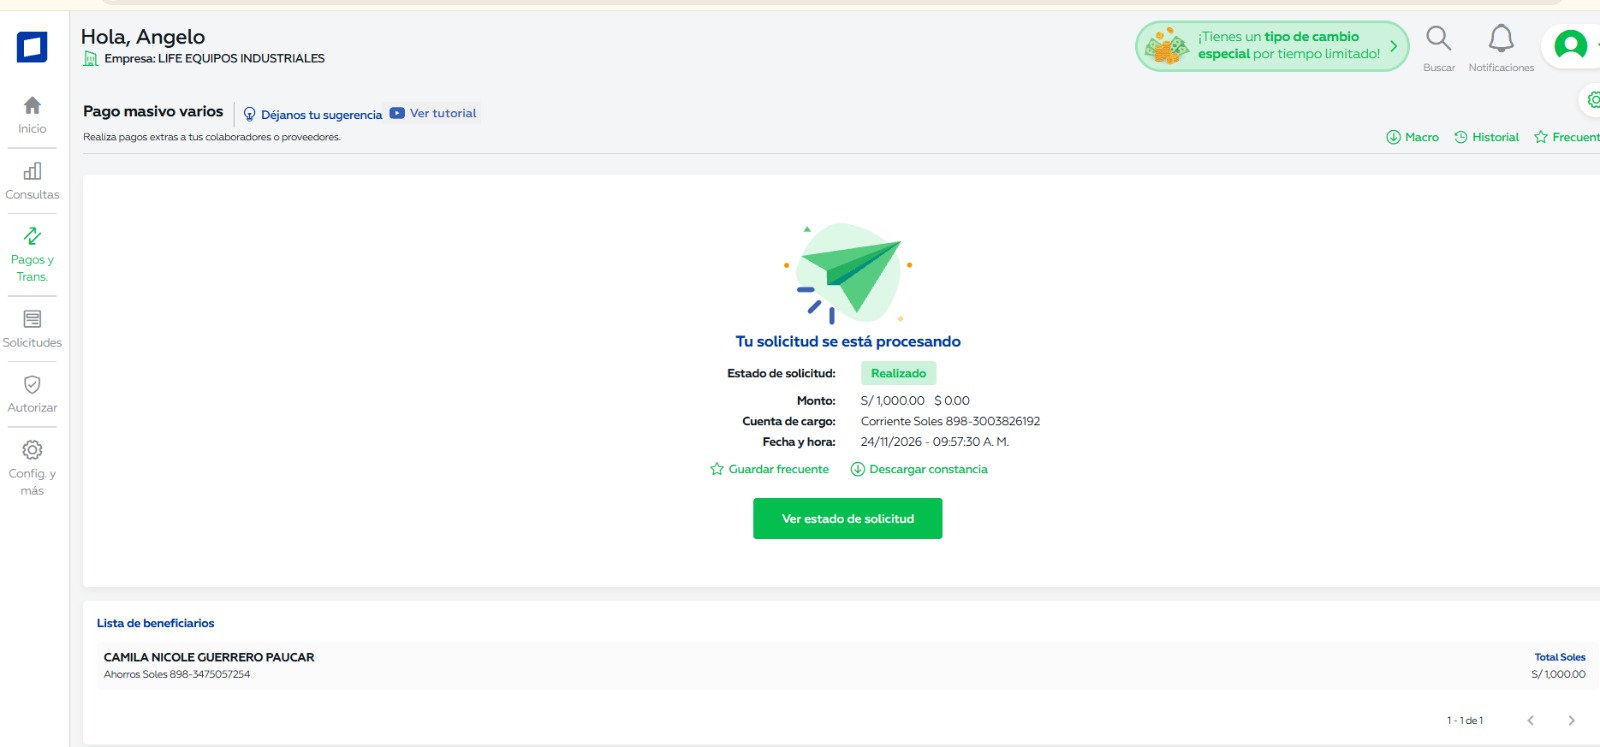 Hola, Angelo
Empresa: LIFE EQUIPOS INDUSTRIALES
¡Tienes un tipo de cambio
especial por tiempo limitado!
Buscar
Notificaciones
Inicio
Consultas
Pagos y
Trans.
Solicitudes
Autorizar
Config. y
más
Pago masivo varios
Déjanos tu sugerencia
Ver tutorial
Realiza pagos extras a tus colaboradores o proveedores.
Macro
Historial
Frecuent
Tu solicitud se está procesando
Estado de solicitud: Realizado
Monto: S/ 1,000.00 $ 0.00
Cuenta de cargo: Corriente Soles 898-3003826192
Fecha y hora: 24/11/2026 - 09:57:30 A. M.
Guardar frecuente
Descargar constancia
Ver estado de solicitud
Lista de beneficiarios
CAMILA NICOLE GUERRERO PAUCAR
Ahorros Soles 898-3475057254
Total Soles
S/ 1,000.00
1 - 1 de 1